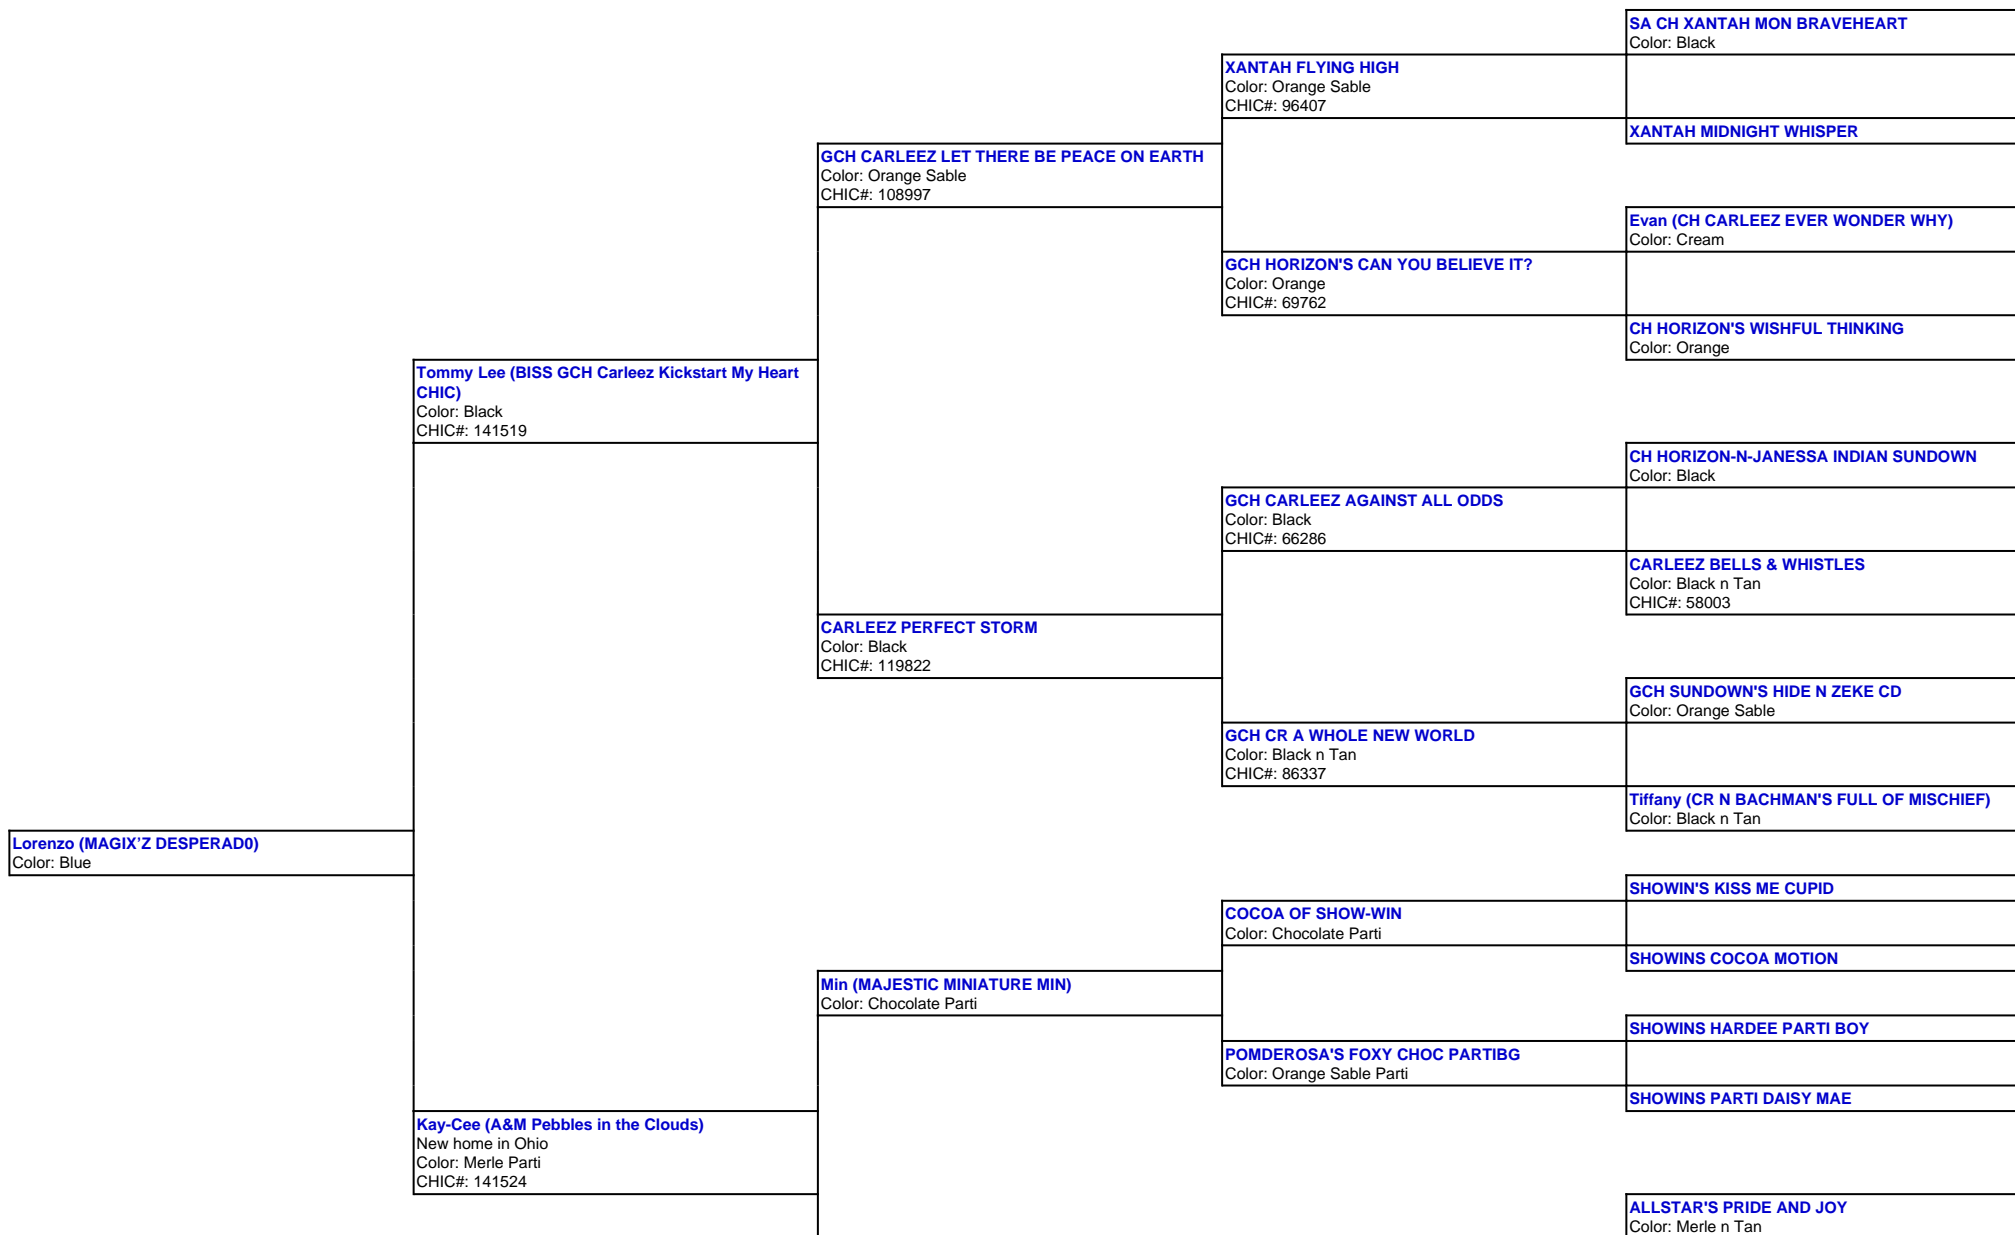 SA CH XANTAH MON BRAVEHEART
Color: Black
XANTAH FLYING HIGH
Color: Orange Sable
CHIC#: 96407
XANTAH MIDNIGHT WHISPER
GCH CARLEEZ LET THERE BE PEACE ON EARTH
Color: Orange Sable
CHIC#: 108997
Evan (CH CARLEEZ EVER WONDER WHY)
Color: Cream
GCH HORIZON'S CAN YOU BELIEVE IT?
Color: Orange
CHIC#: 69762
CH HORIZON'S WISHFUL THINKING
Color: Orange
Tommy Lee (BISS GCH Carleez Kickstart My Heart
CHIC)
Color: Black
CHIC#: 141519
CH HORIZON-N-JANESSA INDIAN SUNDOWN
Color: Black
GCH CARLEEZ AGAINST ALL ODDS
Color: Black
CHIC#: 66286
CARLEEZ BELLS & WHISTLES
Color: Black n Tan
CHIC#: 58003
CARLEEZ PERFECT STORM
Color: Black
CHIC#: 119822
GCH SUNDOWN'S HIDE N ZEKE CD
Color: Orange Sable
GCH CR A WHOLE NEW WORLD
Color: Black n Tan
CHIC#: 86337
Tiffany (CR N BACHMAN'S FULL OF MISCHIEF)
Color: Black n Tan
Lorenzo (MAGIX’Z DESPERAD0)
Color: Blue
SHOWIN'S KISS ME CUPID
COCOA OF SHOW-WIN
Color: Chocolate Parti
SHOWINS COCOA MOTION
Min (MAJESTIC MINIATURE MIN)
Color: Chocolate Parti
SHOWINS HARDEE PARTI BOY
POMDEROSA'S FOXY CHOC PARTIBG
Color: Orange Sable Parti
SHOWINS PARTI DAISY MAE
Kay-Cee (A&M Pebbles in the Clouds)
New home in Ohio
Color: Merle Parti
CHIC#: 141524
ALLSTAR'S PRIDE AND JOY
Color: Merle n Tan